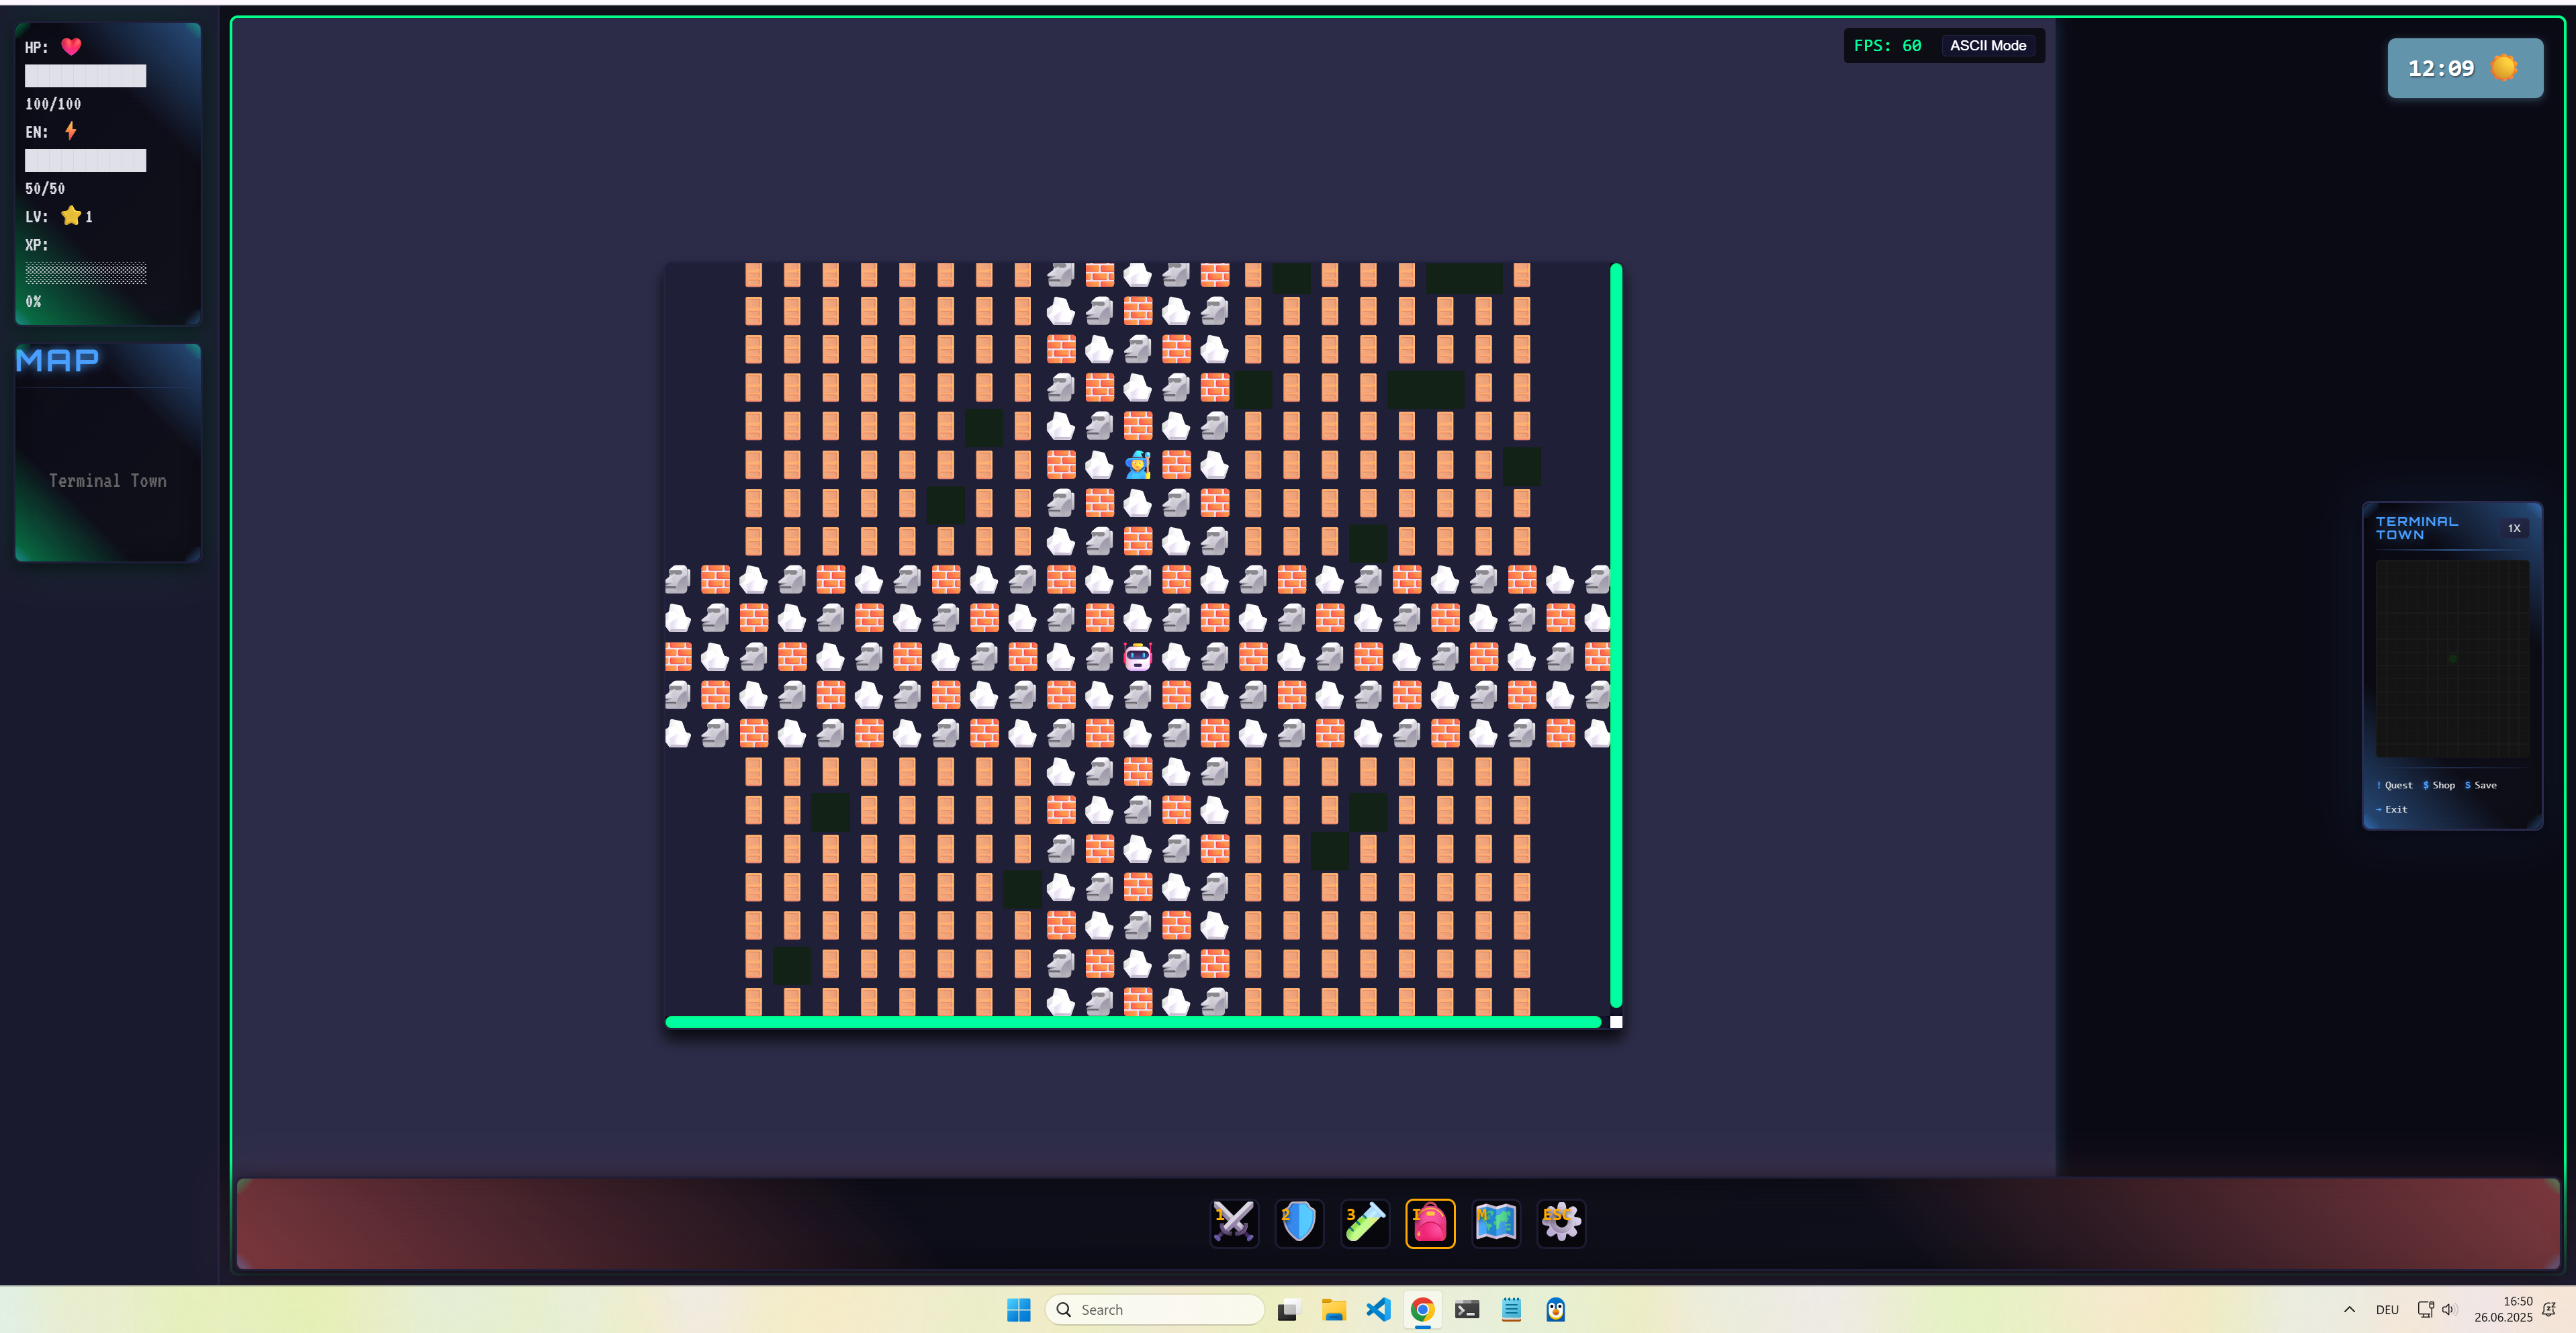 HP:
100/100
EN:
50/50
LV: 1
XP:
0%
MAP
Terminal Town
FPS: 60 ASCII Mode
12:09
TERMINAL
TOWN
1X
! Quest $ Shop S Save
→ Exit
1 2 3 I M ESC
Search
DEU
16:50
26.06.2025